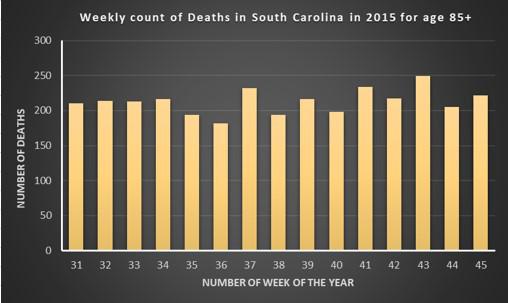 Weekly count of Deaths in South Carolina in 2015 for age 85+
300
250
200
150
100
50
0
NUMBER OF DEATHS
31 32 33 34 35 36 37 38 39 40 41 42 43 44 45
NUMBER OF WEEK OF THE YEAR